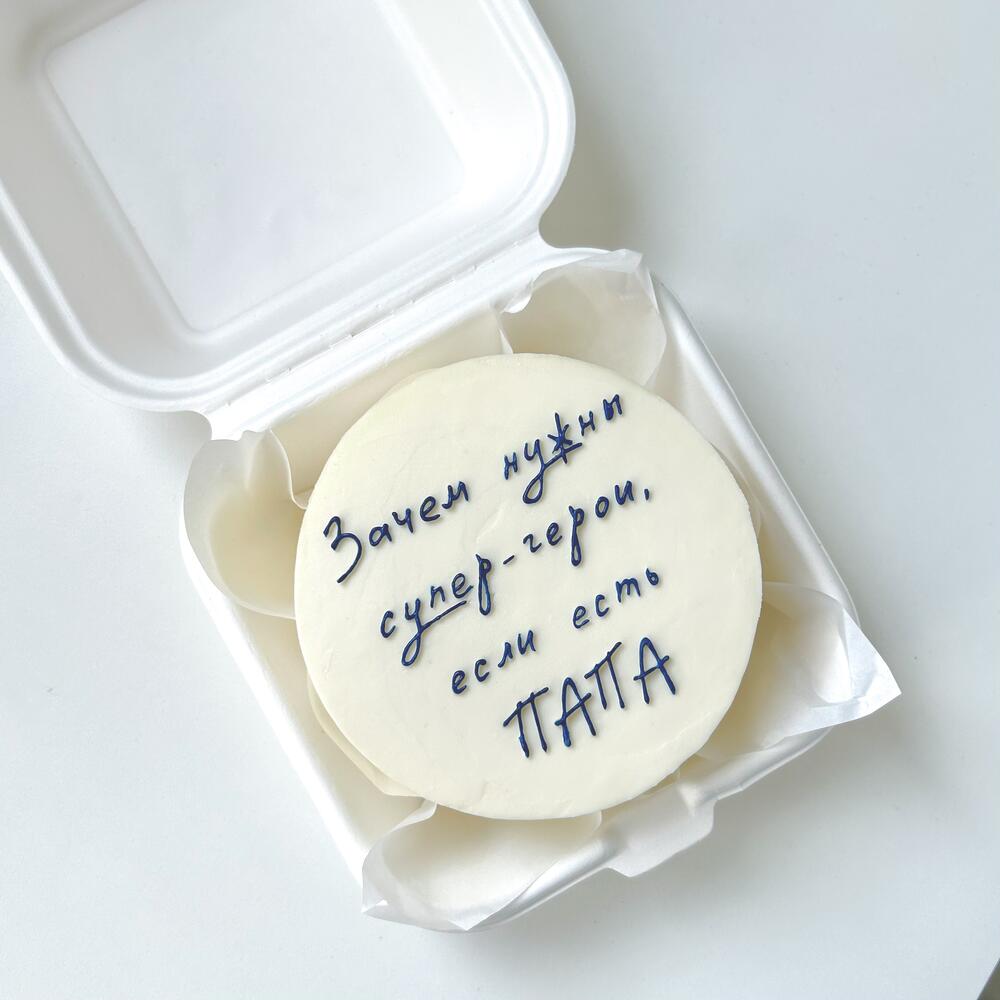 Зачем нужны
супер-герои,
если есть
ПАПА